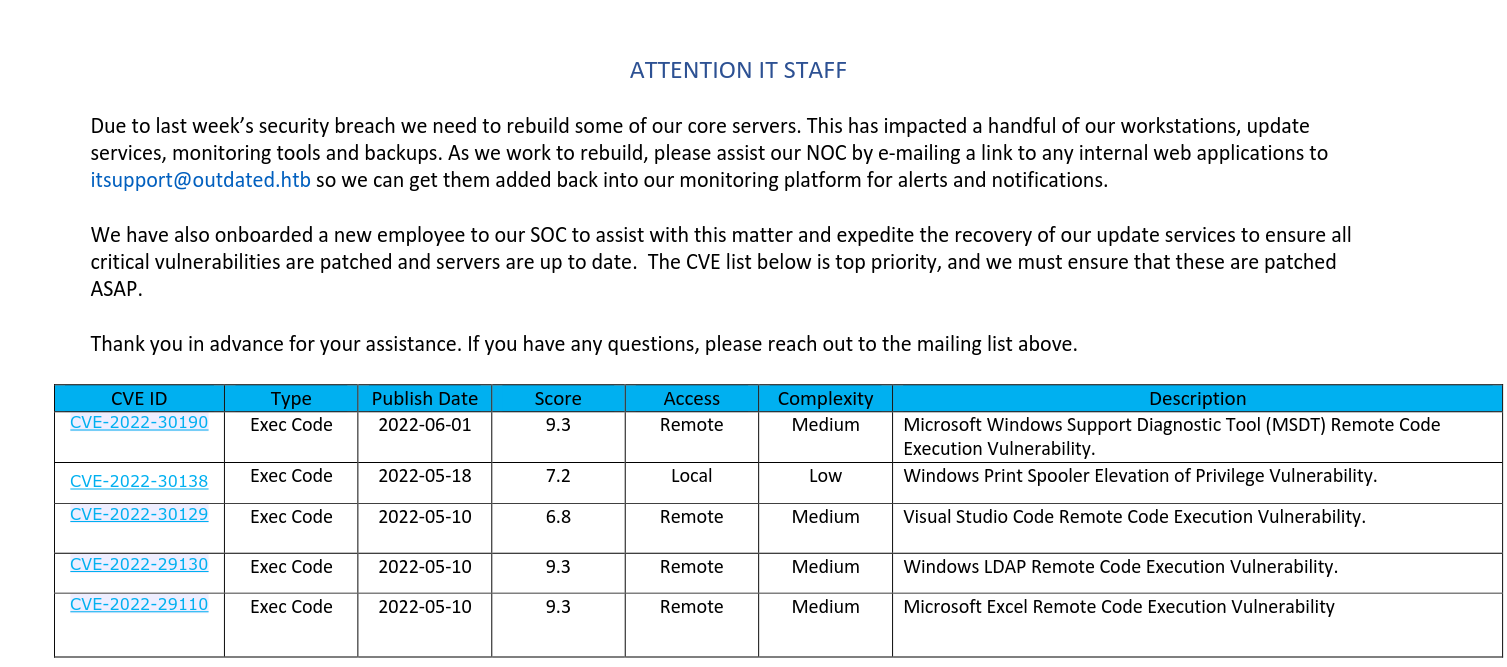 ATTENTION IT STAFF
Due to last week’s security breach we need to rebuild some of our core servers. This has impacted a handful of our workstations, update
services, monitoring tools and backups. As we work to rebuild, please assist our NOC by e-mailing a link to any internal web applications to
itsupport@outdated.htb so we can get them added back into our monitoring platform for alerts and notifications.
We have also onboarded a new employee to our SOC to assist with this matter and expedite the recovery of our update services to ensure all
critical vulnerabilities are patched and servers are up to date.  The CVE list below is top priority, and we must ensure that these are patched
ASAP.
Thank you in advance for your assistance. If you have any questions, please reach out to the mailing list above.
CVE ID Type Publish Date Score Access Complexity Description
CVE-2022-30190 Exec Code 2022-06-01 9.3 Remote Medium Microsoft Windows Support Diagnostic Tool (MSDT) Remote Code
Execution Vulnerability.
CVE-2022-30138 Exec Code 2022-05-18 7.2 Local Low Windows Print Spooler Elevation of Privilege Vulnerability.
CVE-2022-30129 Exec Code 2022-05-10 6.8 Remote Medium Visual Studio Code Remote Code Execution Vulnerability.
CVE-2022-29130 Exec Code 2022-05-10 9.3 Remote Medium Windows LDAP Remote Code Execution Vulnerability.
CVE-2022-29110 Exec Code 2022-05-10 9.3 Remote Medium Microsoft Excel Remote Code Execution Vulnerability